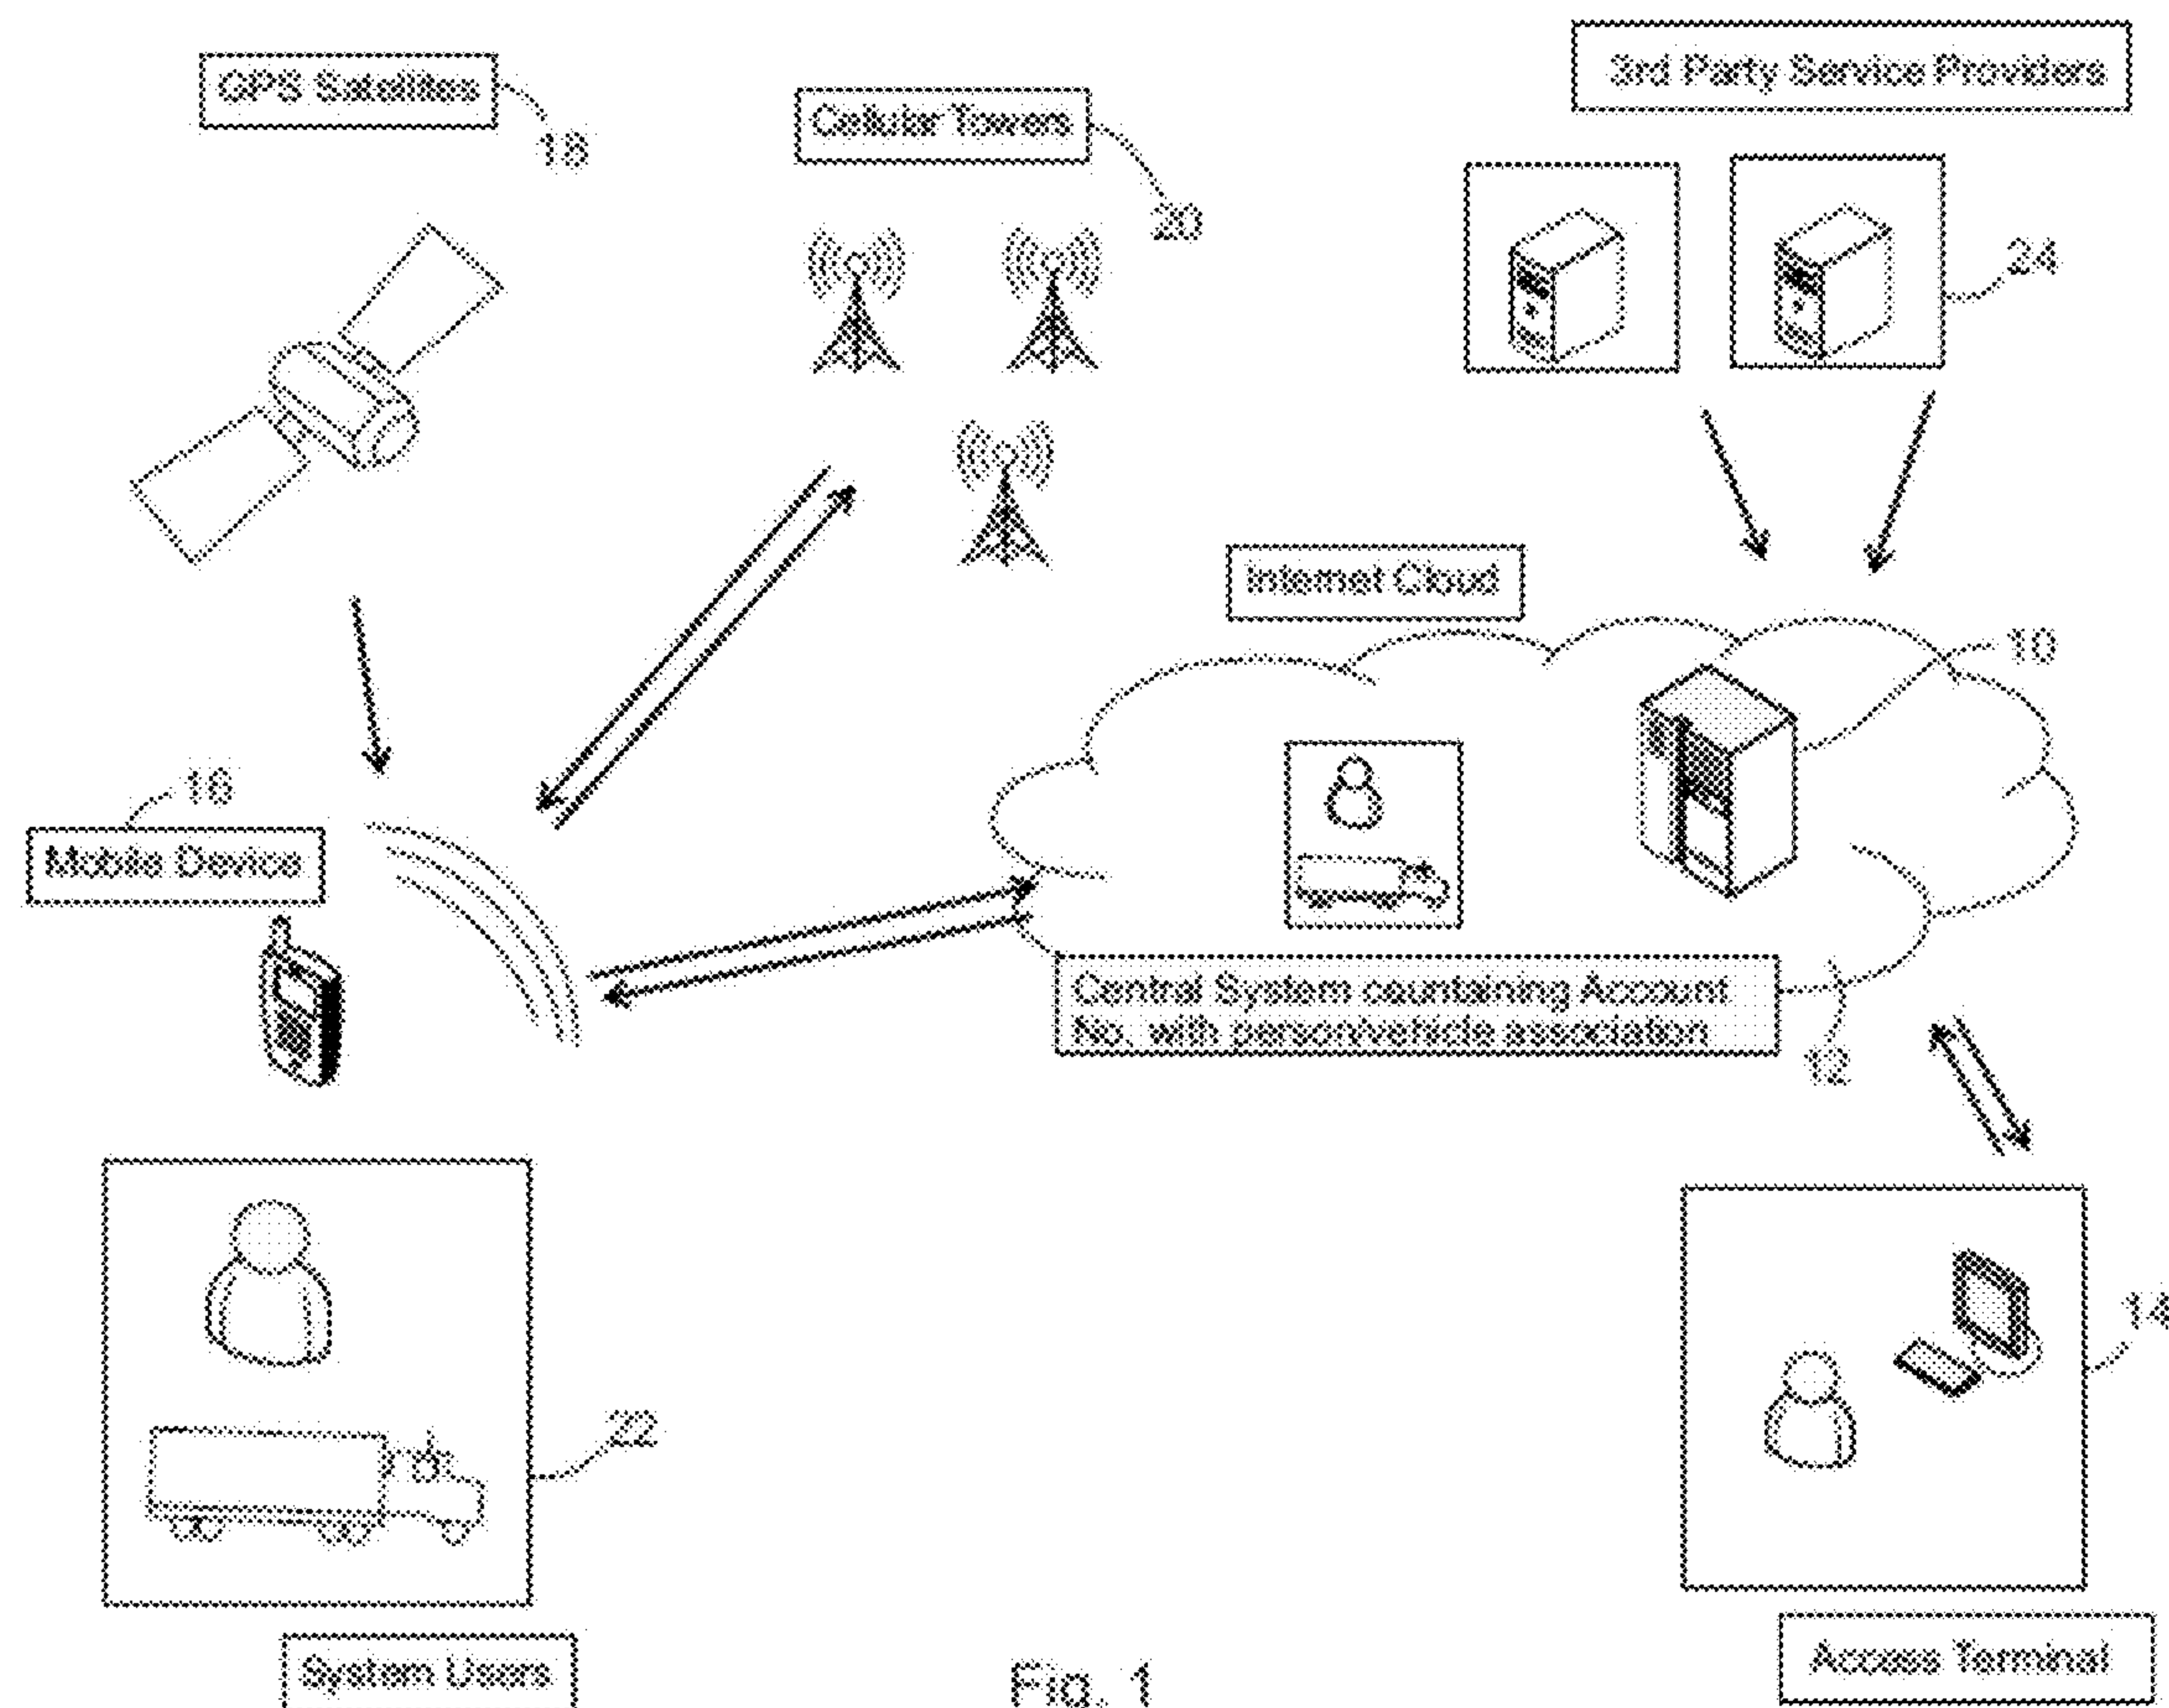 GPS Satellites
18
Cellular Towers
20
3rd Party Service Providers
24
Internet Cloud
10
16
Mobile Device
Central System countaining Account
No. with person/vehicle association
12
14
22
System Users
Fig. 1
Access Terminal